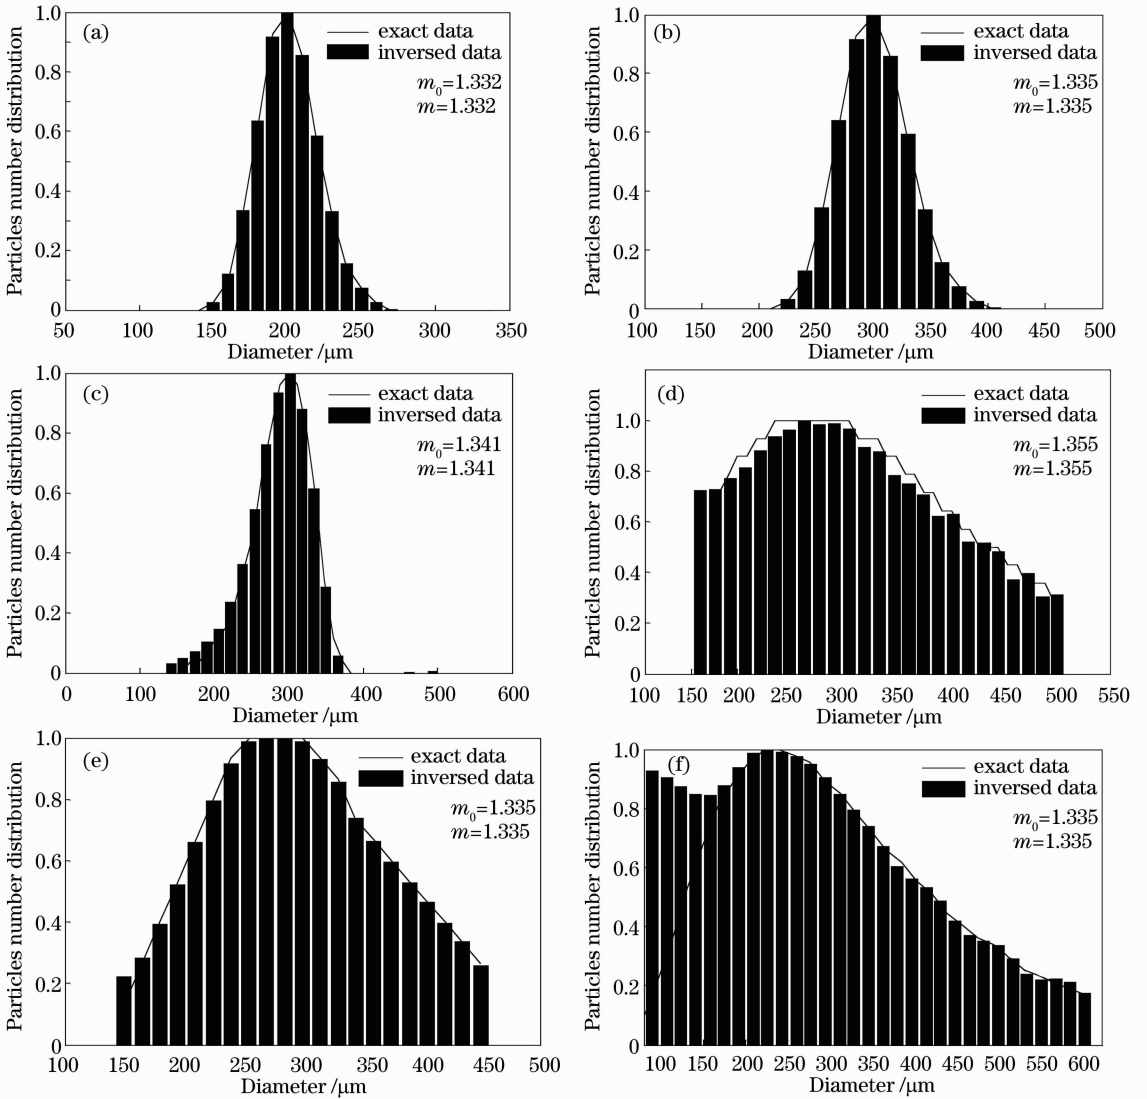 (a)
exact data
inversed data
m0=1.332
m=1.332
Particles number distribution
1.0
0.8
0.6
0.4
0.2
0
50 100 150 200 250 300 350
Diameter /μm
(b)
exact data
inversed data
m0=1.335
m=1.335
Particles number distribution
1.0
0.8
0.6
0.4
0.2
0
100 150 200 250 300 350 400 450 500
Diameter /μm
(c)
exact data
inversed data
m0=1.341
m=1.341
Particles number distribution
1.0
0.8
0.6
0.4
0.2
0
0 100 200 300 400 500 600
Diameter /μm
(d)
exact data
inversed data
m0=1.355
m=1.355
Particles number distribution
1.0
0.8
0.6
0.4
0.2
0
100 150 200 250 300 350 400 450 500 550
Diameter /μm
(e)
exact data
inversed data
m0=1.335
m=1.335
Particles number distribution
1.0
0.8
0.6
0.4
0.2
0
100 150 200 250 300 350 400 450 500
Diameter /μm
(f)
exact data
inversed data
m0=1.335
m=1.335
Particles number distribution
1.0
0.8
0.6
0.4
0.2
0
100 150 200 250 300 350 400 450 500 550 600
Diameter /μm